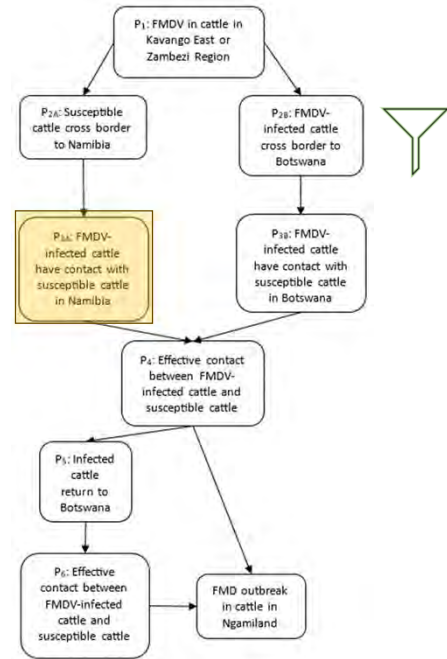 P1: FMDV in cattle in
Kavango East or
Zambezi Region
P2A: Susceptible
cattle cross border
to Namibia
P2B: FMDV-
infected cattle
cross border to
Botswana
P3A: FMDV-
infected cattle
have contact with
susceptible cattle
in Namibia
P3B: FMDV-
infected cattle
have contact with
susceptible cattle
in Botswana
P4: Effective contact
between FMDV-
infected cattle and
susceptible cattle
P5: Infected
cattle
return to
Botswana
P6: Effective
contact between
FMDV-infected
cattle and
susceptible cattle
FMD outbreak
in cattle in
Ngamiland